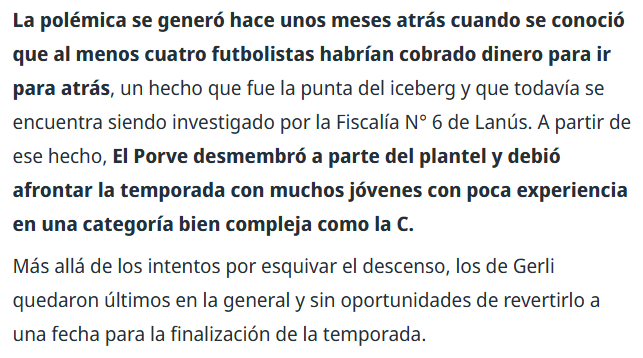 La polémica se generó hace unos meses atrás cuando se conoció
que al menos cuatro futbolistas habrían cobrado dinero para ir
para atrás, un hecho que fue la punta del iceberg y que todavía se
encuentra siendo investigado por la Fiscalía N° 6 de Lanús. A partir de
ese hecho, El Porve desmembró a parte del plantel y debió
afrontar la temporada con muchos jóvenes con poca experiencia
en una categoría bien compleja como la C.
Más allá de los intentos por esquivar el descenso, los de Gerli
quedaron últimos en la general y sin oportunidades de revertirlo a
una fecha para la finalización de la temporada.